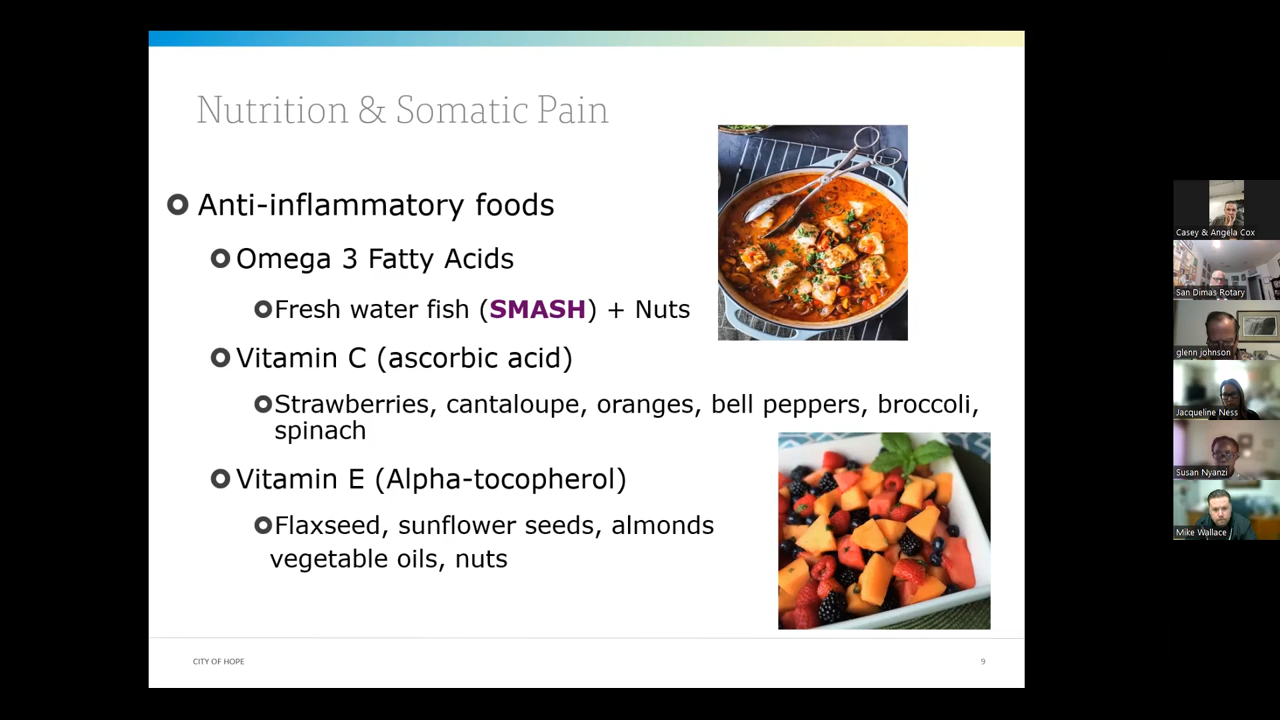 Nutrition & Somatic Pain
Anti-inflammatory foods
Omega 3 Fatty Acids
Fresh water fish (SMASH) + Nuts
Vitamin C (ascorbic acid)
Strawberries, cantaloupe, oranges, bell peppers, broccoli,
spinach
Vitamin E (Alpha-tocopherol)
Flaxseed, sunflower seeds, almonds
vegetable oils, nuts
CITY OF HOPE
9
Casey & Angela Cox
San Dimas Rotary
glenn johnson
Jacqueline Ness
Susan Nyanzi
Mike Wallace